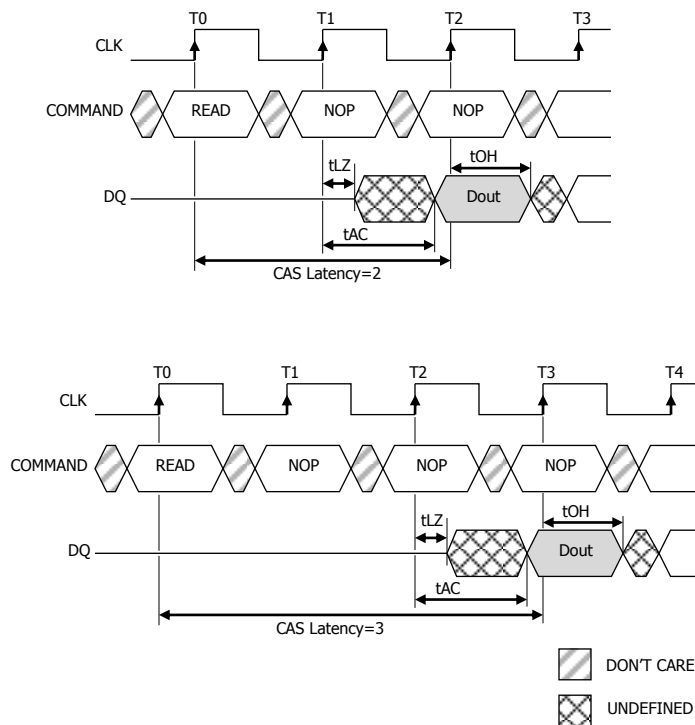 T0 T1 T2 T3
CLK
COMMAND READ NOP NOP
tLZ tOH
DQ Dout
tAC
CAS Latency=2
T0 T1 T2 T3 T4
CLK
COMMAND READ NOP NOP NOP
tLZ tOH
DQ Dout
tAC
CAS Latency=3
DON'T CARE
UNDEFINED